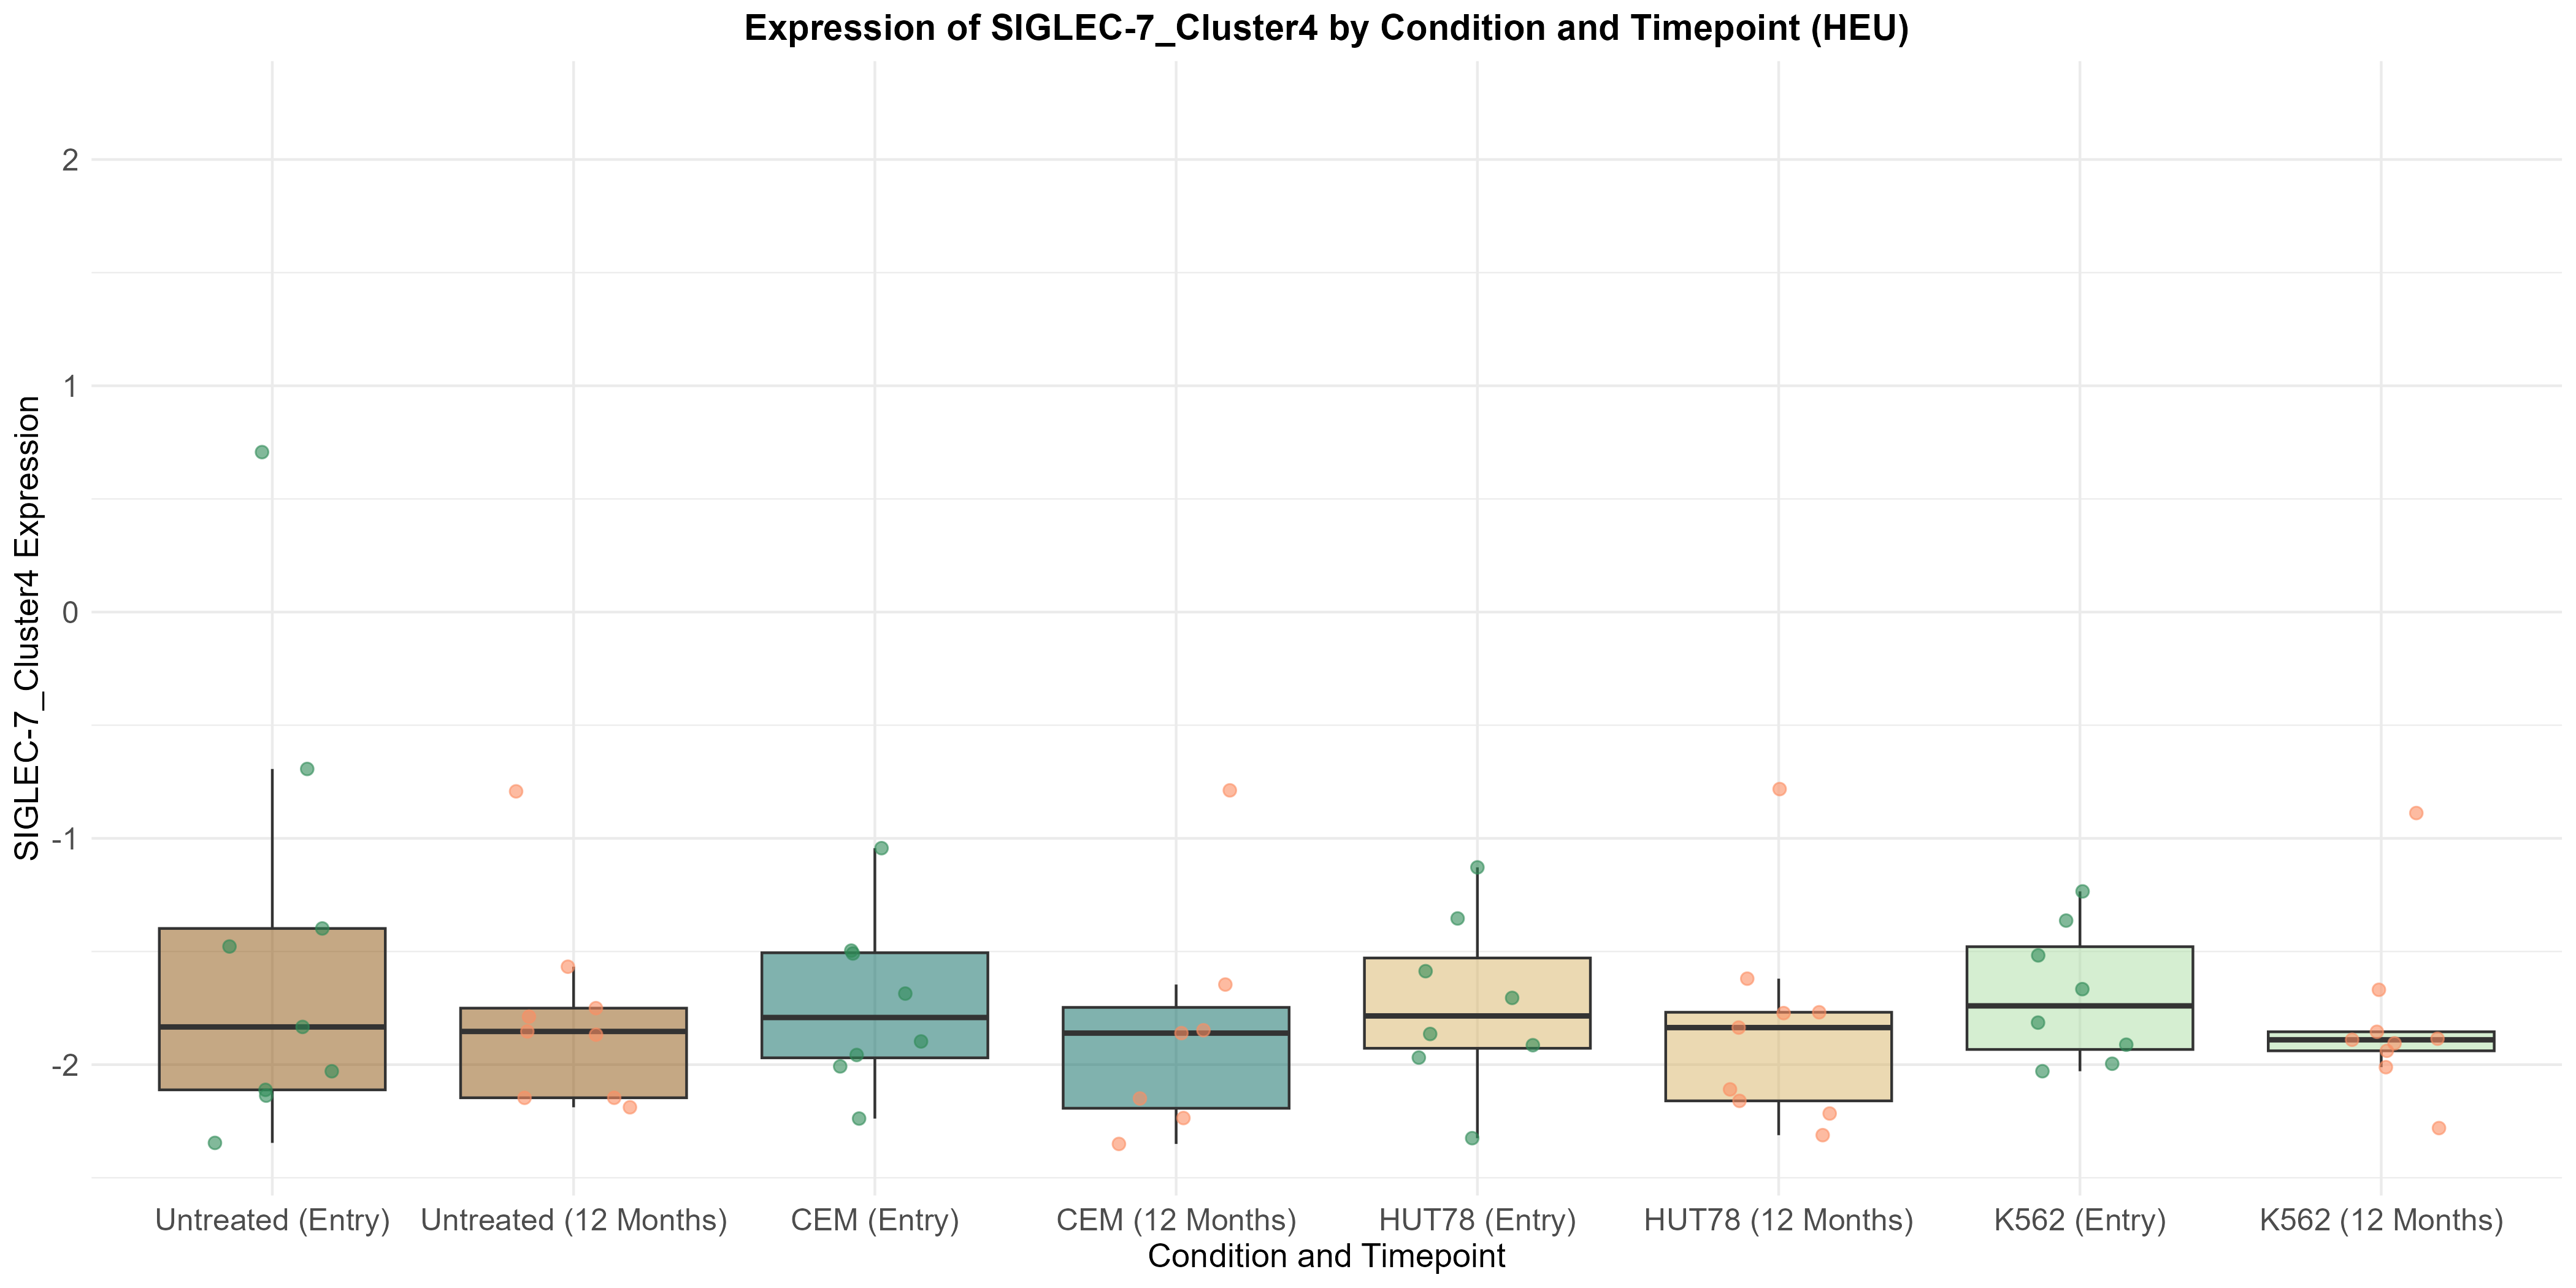 Expression of SIGLEC-7_Cluster4 by Condition and Timepoint (HEU)
SIGLEC-7_Cluster4 Expression
2
1
0
-1
-2
Untreated (Entry)
Untreated (12 Months)
CEM (Entry)
CEM (12 Months)
HUT78 (Entry)
HUT78 (12 Months)
K562 (Entry)
K562 (12 Months)
Condition and Timepoint